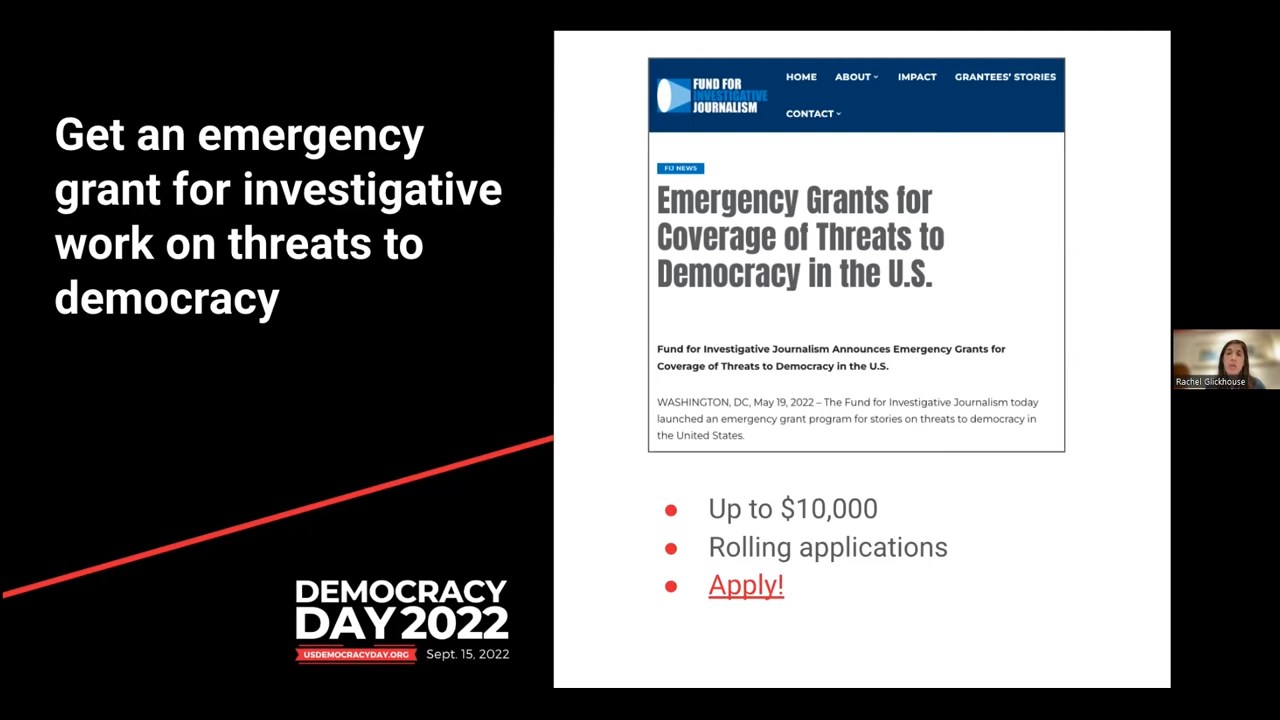 Get an emergency
grant for investigative
work on threats to
democracy
DEMOCRACY
DAY 2022
USDEMOCRACYDAY.ORG Sept. 15, 2022
FUND FOR
INVESTIGATIVE
JOURNALISM
HOME ABOUT IMPACT GRANTEES' STORIES
CONTACT
FIJ NEWS
Emergency Grants for
Coverage of Threats to
Democracy in the U.S.
Fund for Investigative Journalism Announces Emergency Grants for
Coverage of Threats to Democracy in the U.S.
WASHINGTON, DC, May 19, 2022 – The Fund for Investigative Journalism today
launched an emergency grant program for stories on threats to democracy in
the United States.
● Up to $10,000
● Rolling applications
● Apply!
Rachel Glickhouse